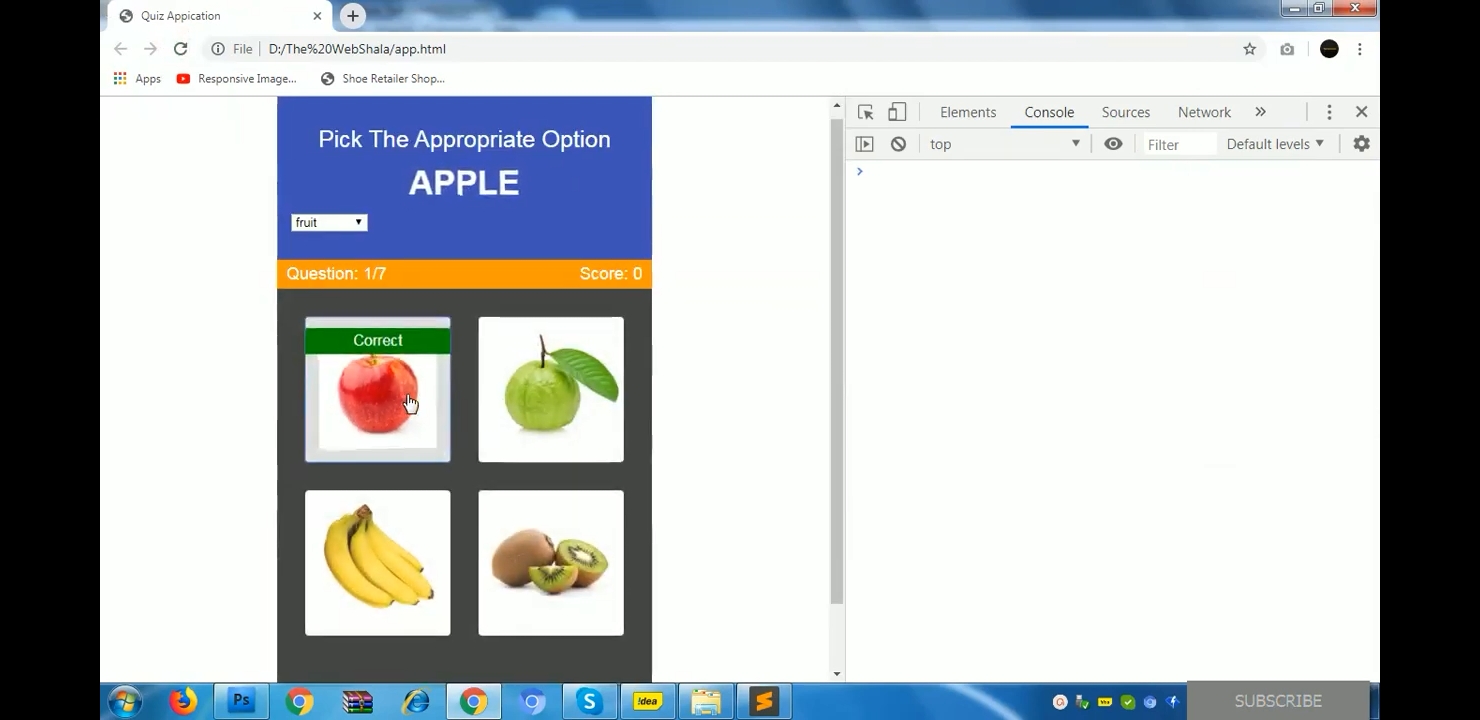 Quiz Appication
File
D:/The%20WebShala/app.html
Apps
Responsive Image...
Shoe Retailer Shop...
Pick The Appropriate Option
APPLE
fruit
Question: 1/7
Score: 0
Correct
Elements
Console
Sources
Network
top
Filter
Default levels
Ps
S
!dea
SUBSCRIBE